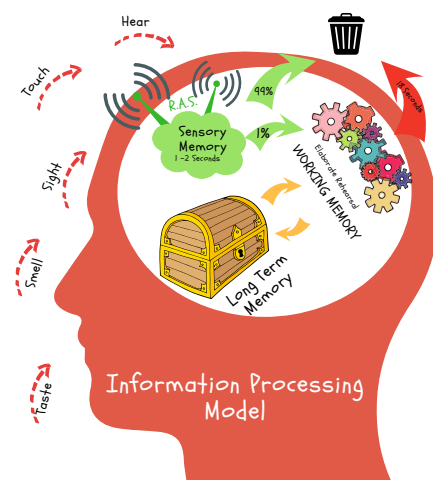 Hear
Touch
Sight
Smell
Taste
R.A.S.
Sensory
Memory
1 -2 Seconds
99%
1%
18 Seconds
Elaborate Rehearsal
WORKING MEMORY
Long Term
Memory
Information Processing
Model